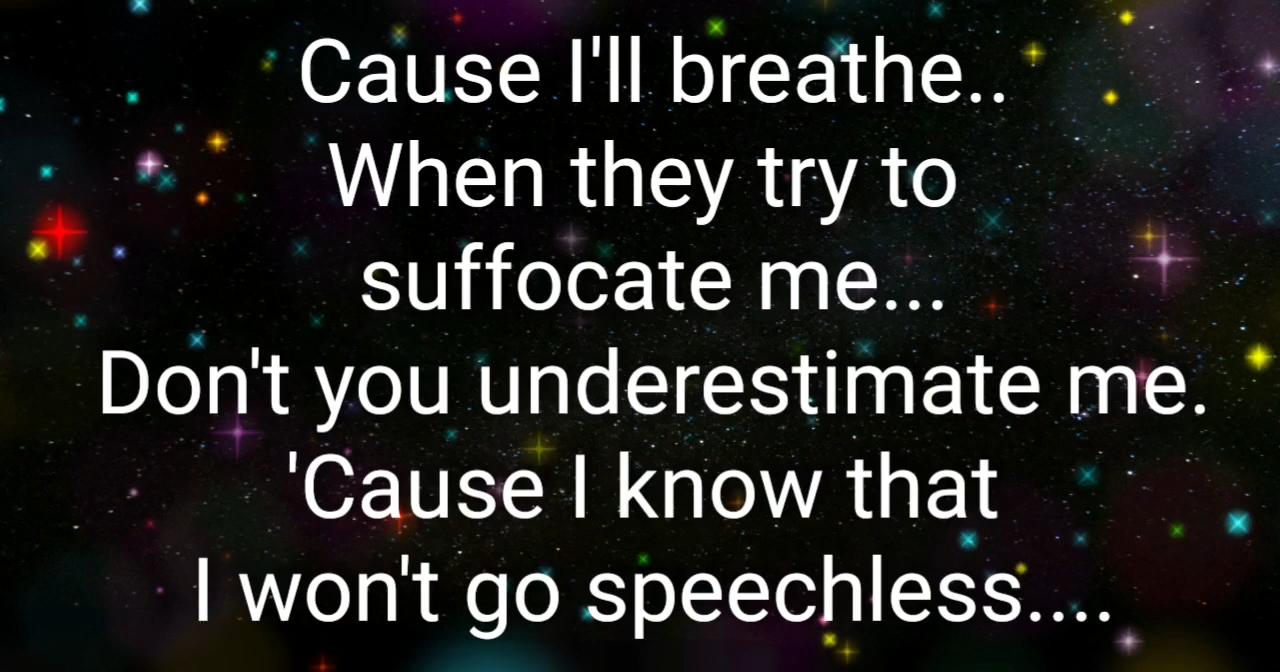 Cause I'll breathe..
When they try to
suffocate me...
Don't you underestimate me.
'Cause I know that
I won't go speechless....